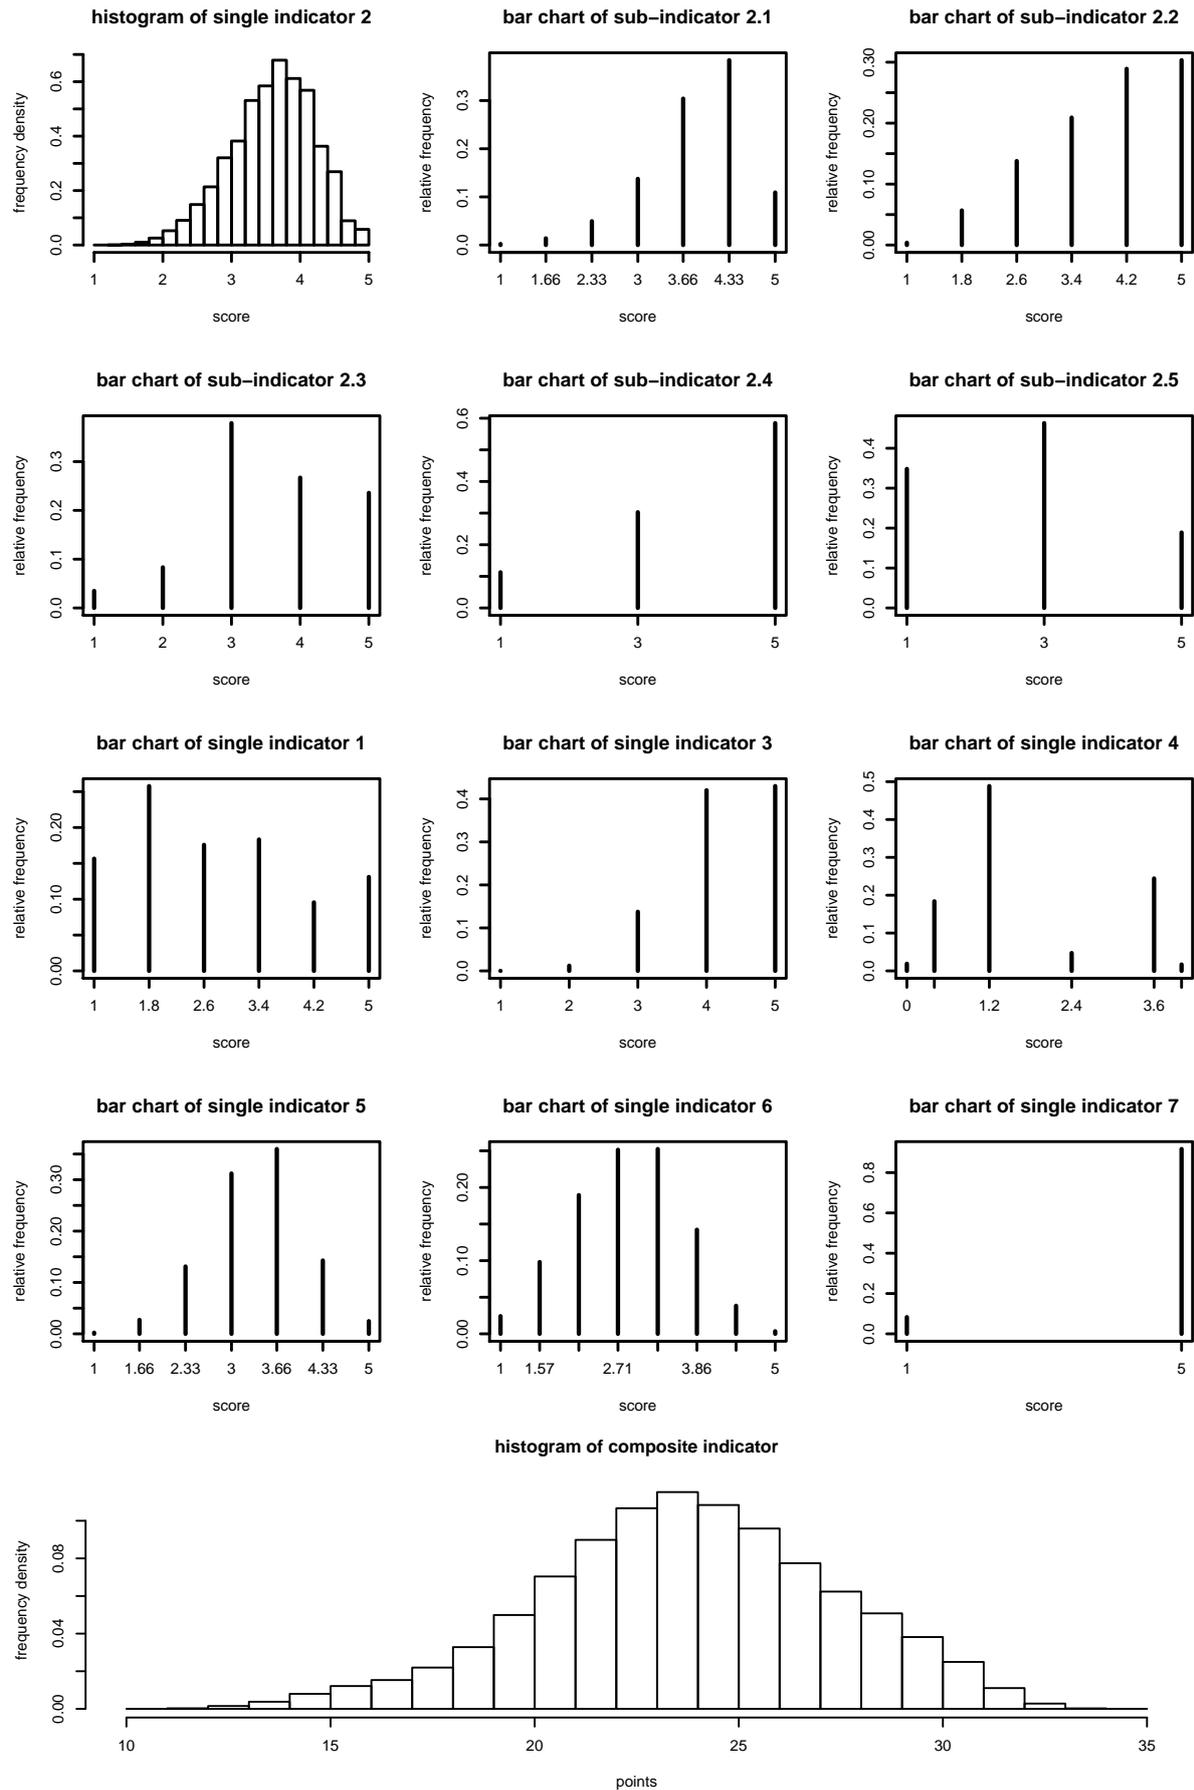 histogram of single indicator 2
frequency density
0.0 0.2 0.4 0.6
1 2 3 4 5
score
bar chart of sub−indicator 2.1
relative frequency
0.0 0.1 0.2 0.3
1 1.66 2.33 3 3.66 4.33 5
score
bar chart of sub−indicator 2.2
relative frequency
0.00 0.10 0.20 0.30
1 1.8 2.6 3.4 4.2 5
score
bar chart of sub−indicator 2.3
relative frequency
0.0 0.1 0.2 0.3
1 2 3 4 5
score
bar chart of sub−indicator 2.4
relative frequency
0.0 0.2 0.4 0.6
1 3 5
score
bar chart of sub−indicator 2.5
relative frequency
0.0 0.1 0.2 0.3 0.4
1 3 5
score
bar chart of single indicator 1
relative frequency
0.00 0.10 0.20
1 1.8 2.6 3.4 4.2 5
score
bar chart of single indicator 3
relative frequency
0.0 0.1 0.2 0.3 0.4
1 2 3 4 5
score
bar chart of single indicator 4
relative frequency
0.0 0.1 0.2 0.3 0.4 0.5
0 1.2 2.4 3.6
score
bar chart of single indicator 5
relative frequency
0.00 0.10 0.20 0.30
1 1.66 2.33 3 3.66 4.33 5
score
bar chart of single indicator 6
relative frequency
0.00 0.10 0.20
1 1.57 2.71 3.86 5
score
bar chart of single indicator 7
relative frequency
0.0 0.2 0.4 0.6 0.8
1 5
score
histogram of composite indicator
frequency density
0.00 0.04 0.08
10 15 20 25 30 35
points